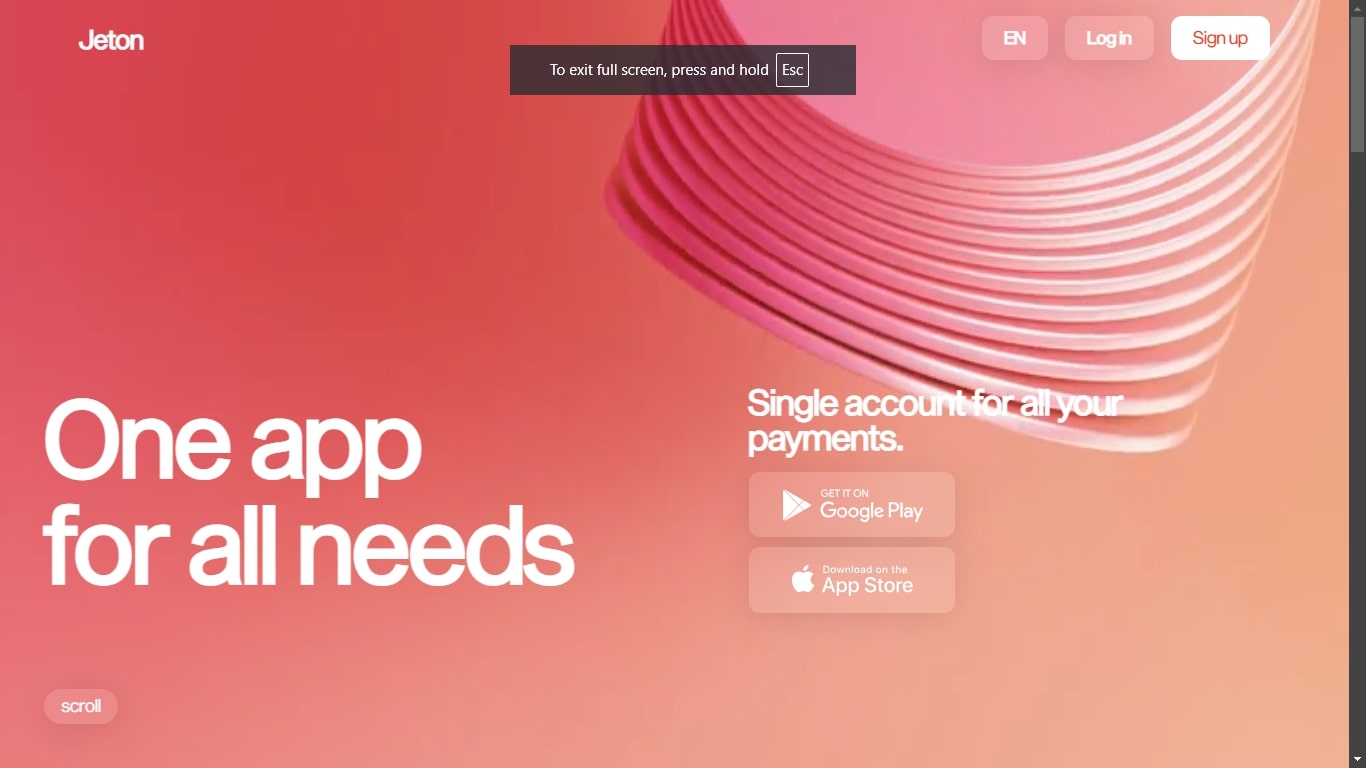 Jeton
EN
Log in
Sign up
To exit full screen, press and hold Esc
One app
for all needs
Single account for all your
payments.
GET IT ON
Google Play
Download on the
App Store
scroll